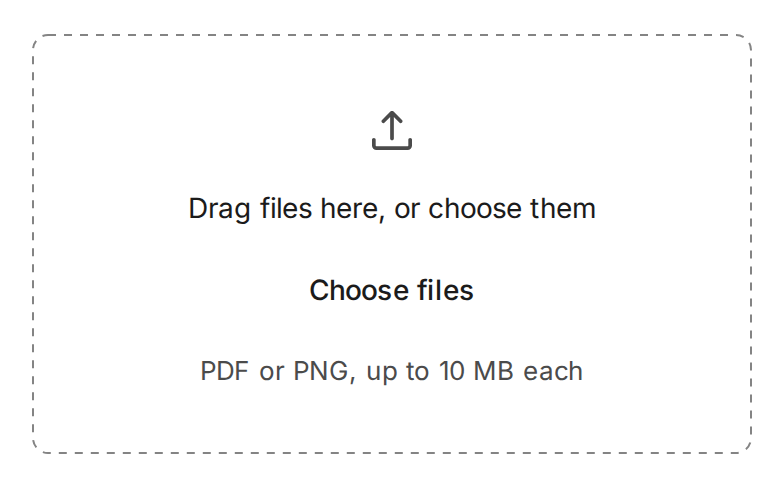 Drag files here, or choose them
Choose files
PDF or PNG, up to 10 MB each